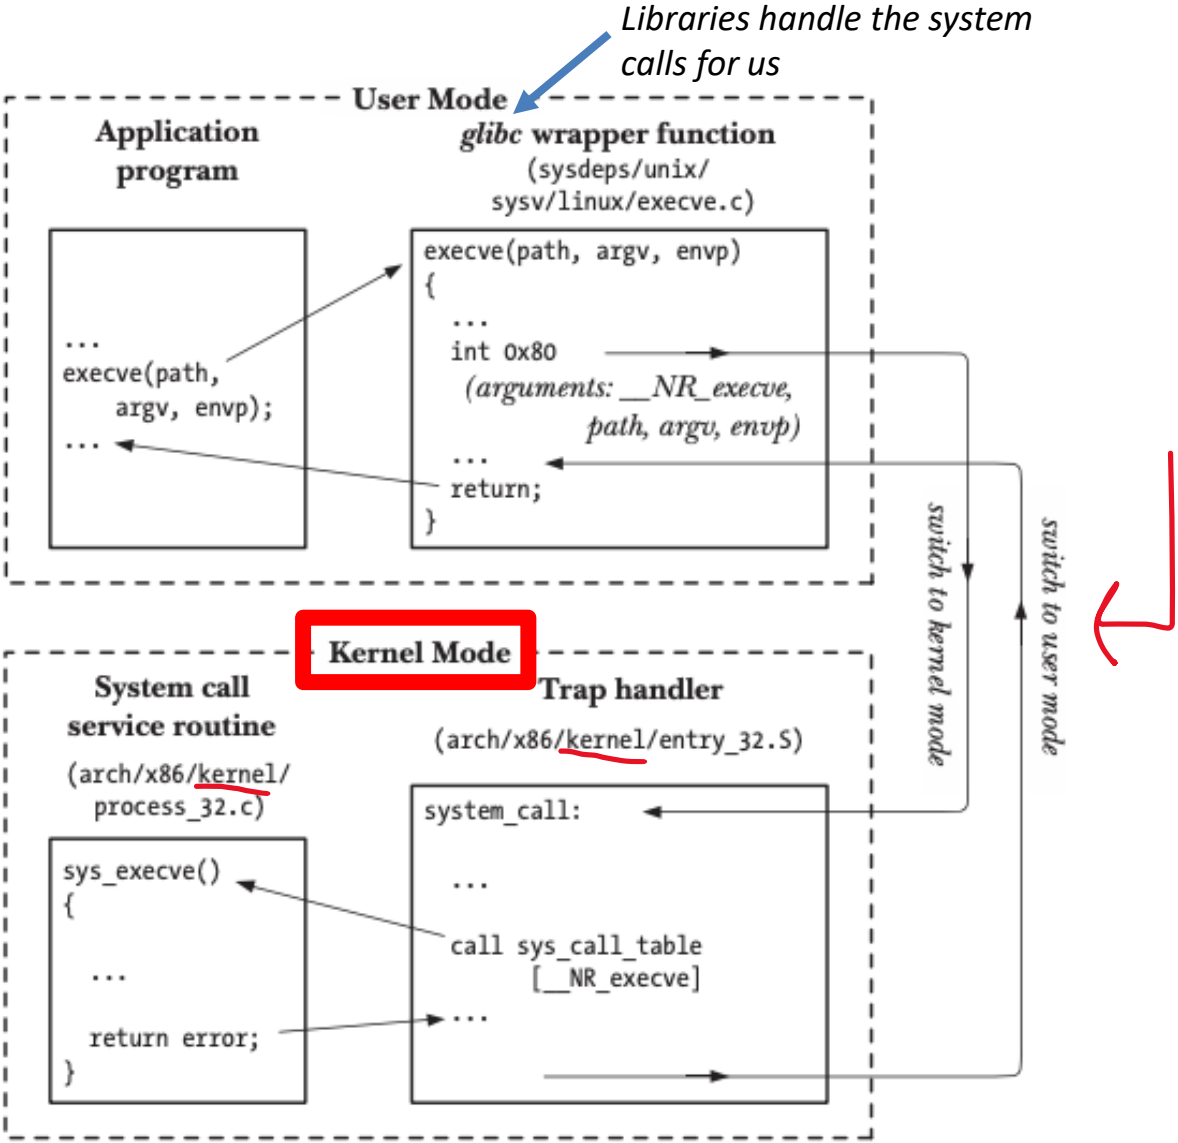 Libraries handle the system
calls for us
User Mode
Application
program
glibc wrapper function
(sysdeps/unix/
sysv/linux/execve.c)
...
execve(path,
argv, envp);
...
execve(path, argv, envp)
{
...
int 0x80
(arguments: __NR_execve,
path, argv, envp)
...
return;
}
switch to kernel mode
switch to user mode
Kernel Mode
System call
service routine
(arch/x86/kernel/
process_32.c)
Trap handler
(arch/x86/kernel/entry_32.S)
sys_execve()
{
...
return error;
}
system_call:
...
call sys_call_table
[__NR_execve]
...